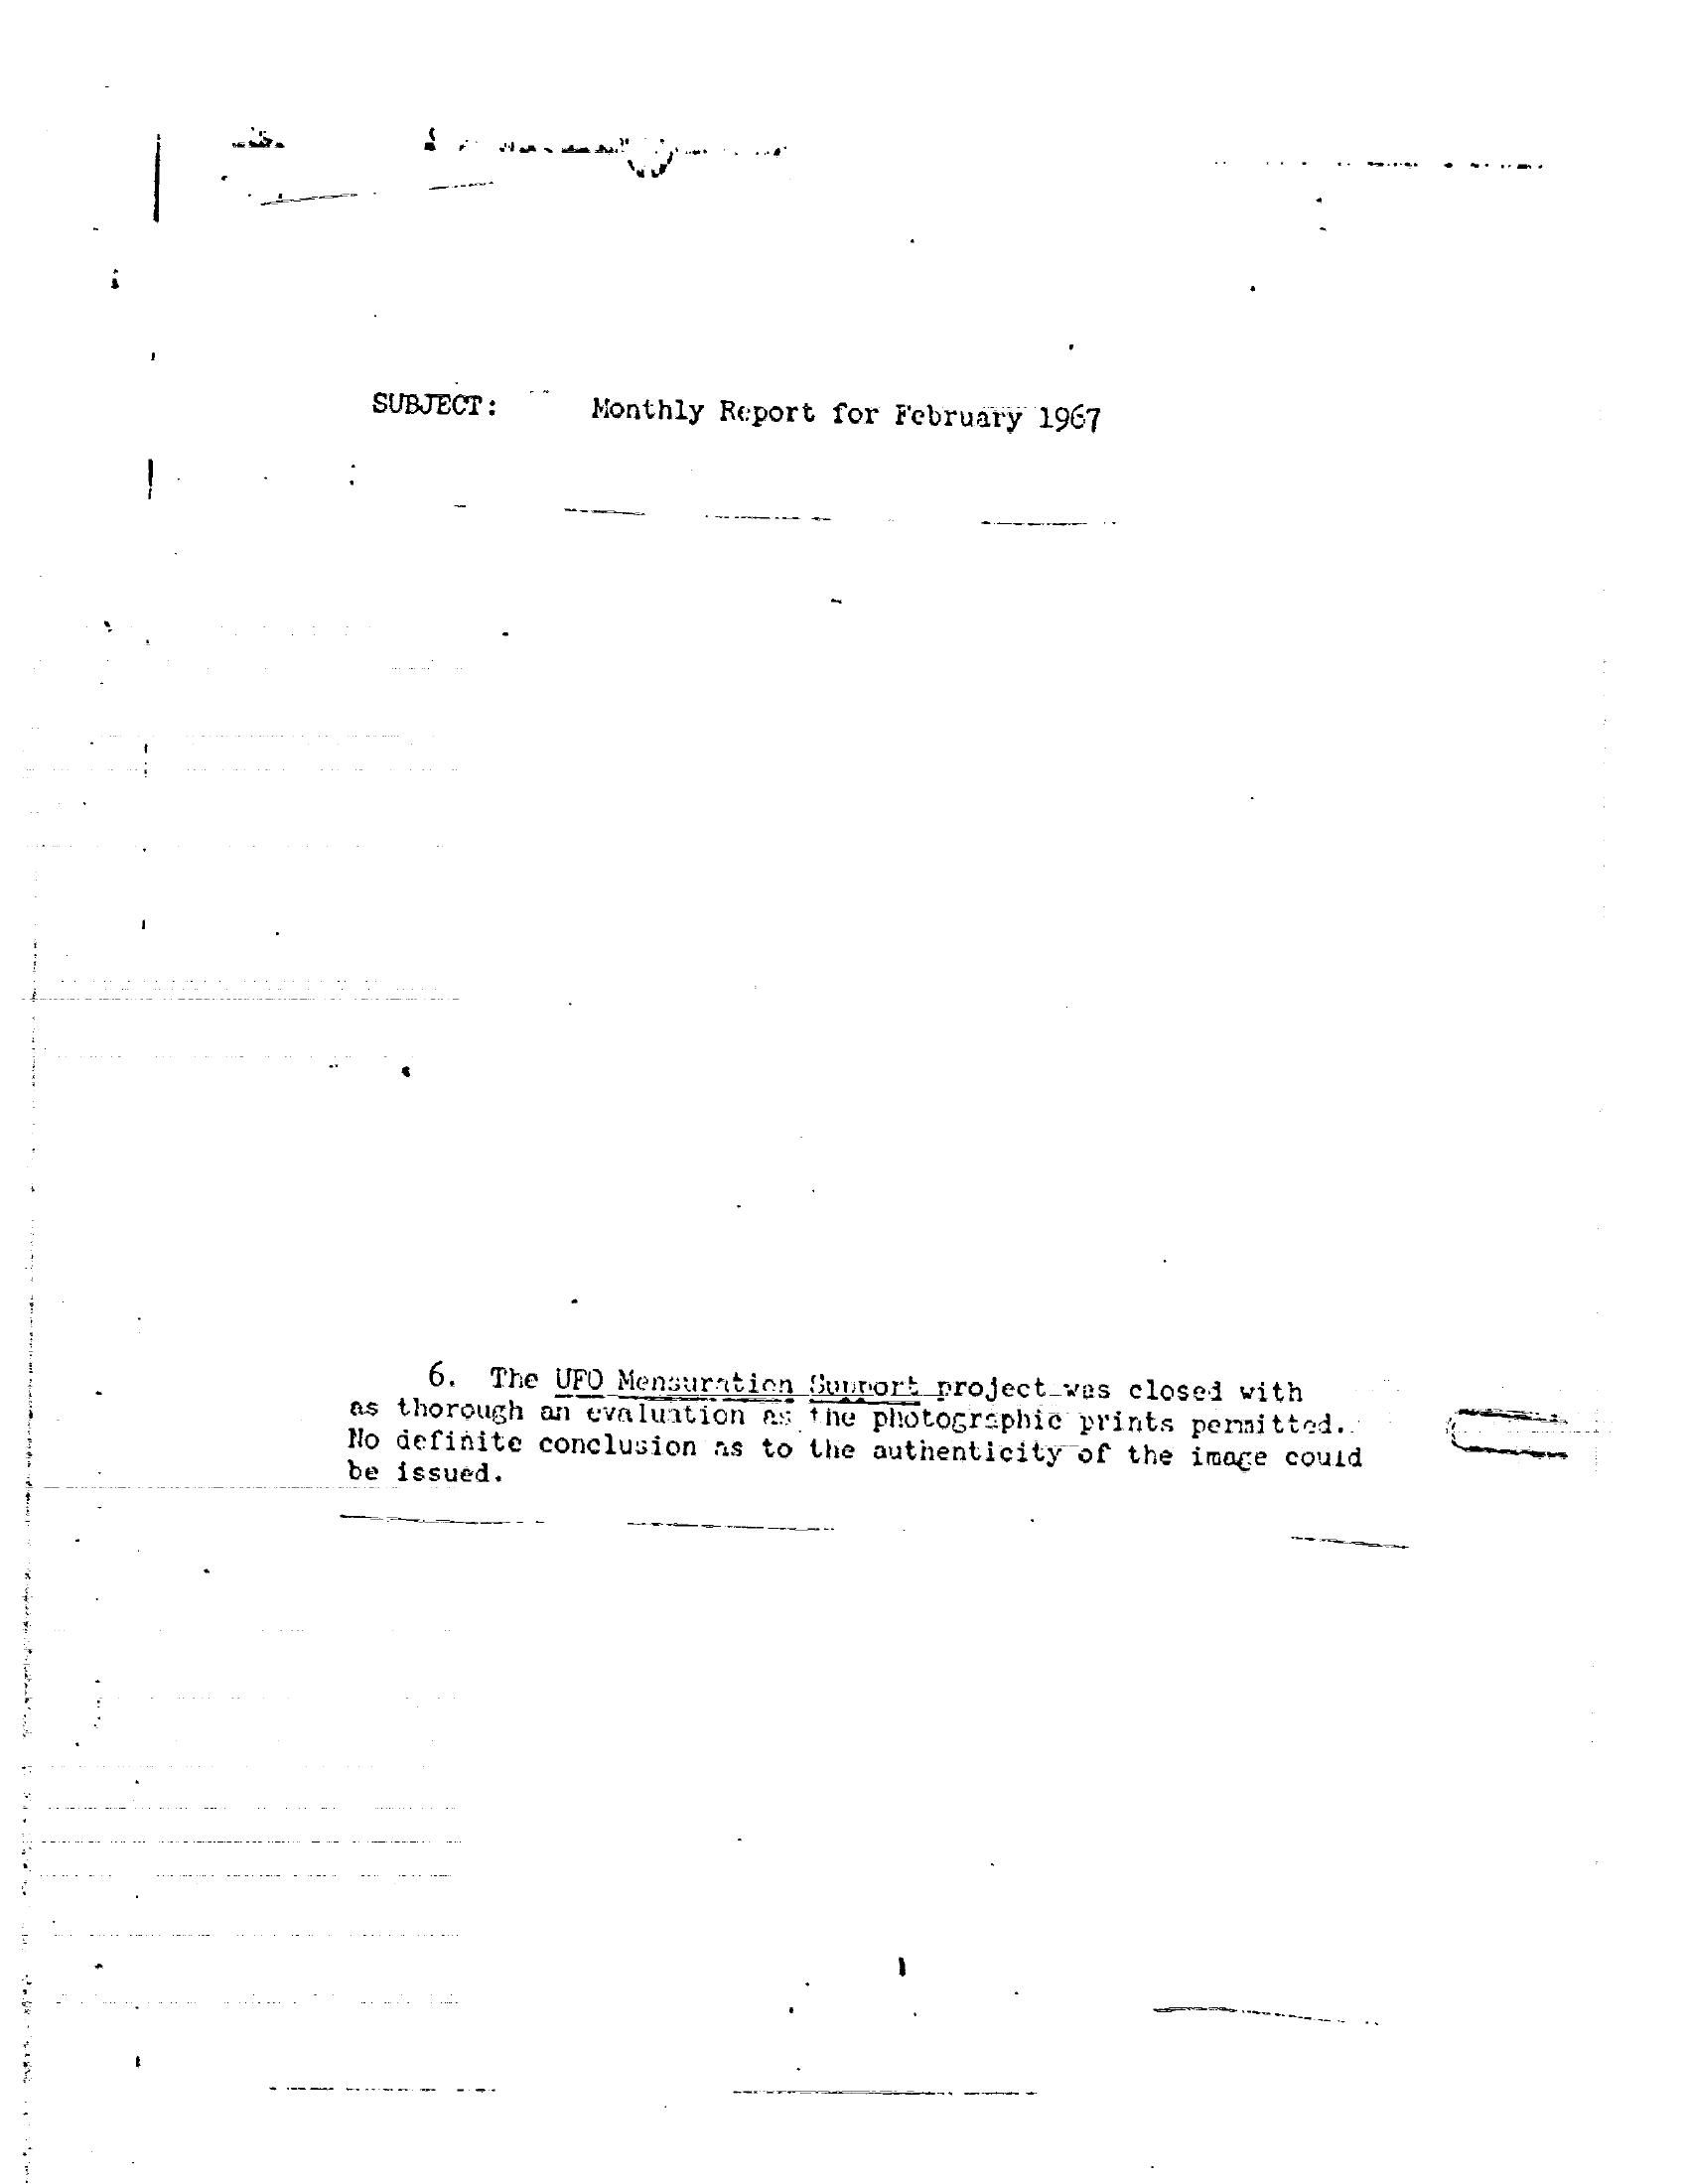 SUBJECT: Monthly Report for February 1967
6. The UFO Mensuration Support project was closed with
as thorough an evaluation as the photographic prints permitted.
No definite conclusion as to the authenticity of the image could
be issued.